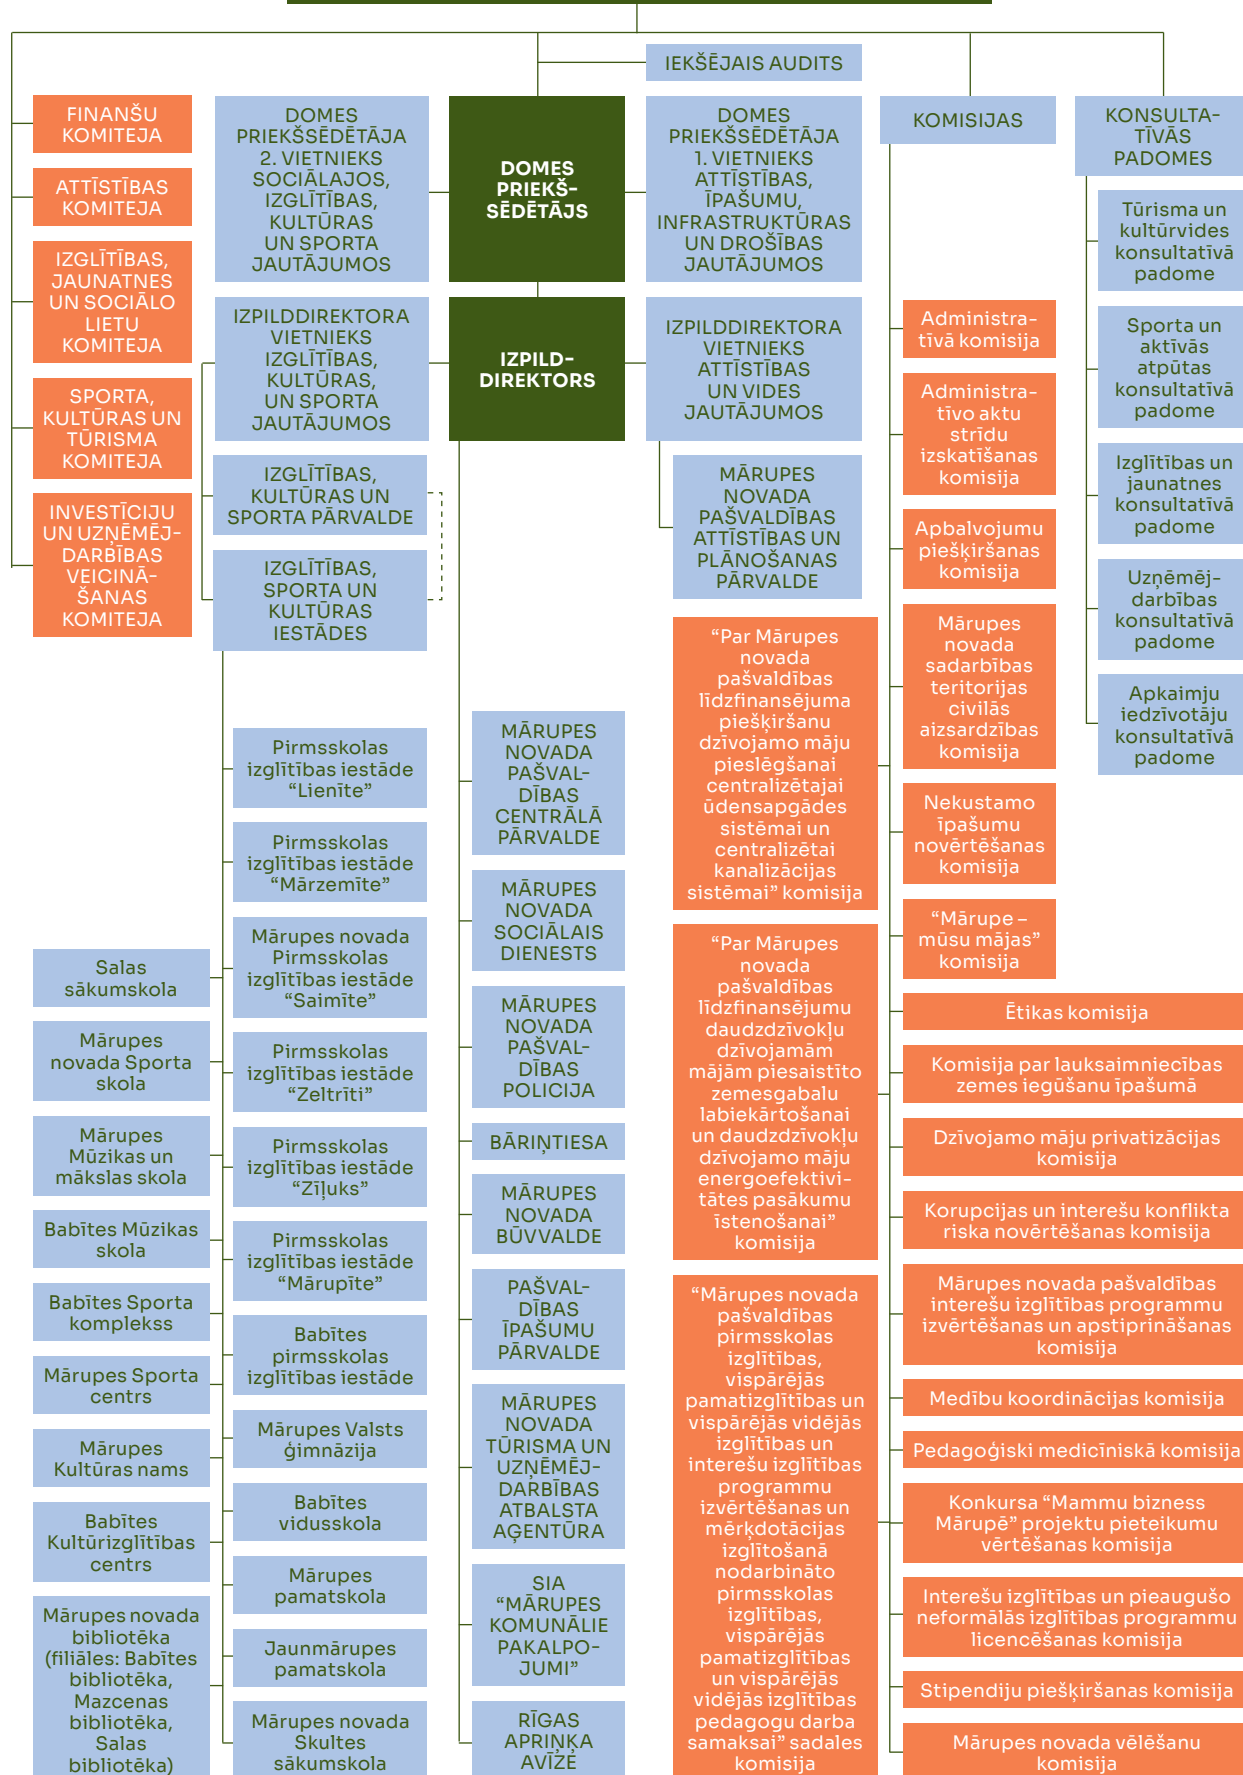 IEKŠĒJAIS AUDITS
FINANŠU
KOMITEJA
ATTĪSTĪBAS
KOMITEJA
IZGLĪTĪBAS,
JAUNATNES
UN SOCIĀLO
LIETU
KOMITEJA
SPORTA,
KULTŪRAS UN
TŪRISMA
KOMITEJA
INVESTĪCIJU
UN UZŅĒMĒJ-
DARBĪBAS
VEICINĀ-
ŠANAS
KOMITEJA
DOMES
PRIEKŠSĒDĒTĀJA
2. VIETNIEKS
SOCIĀLAJOS,
IZGLĪTĪBAS,
KULTŪRAS
UN SPORTA
JAUTĀJUMOS
DOMES
PRIEKŠ-
SĒDĒTĀJS
DOMES
PRIEKŠSĒDĒTĀJA
1. VIETNIEKS
ATTĪSTĪBAS,
ĪPAŠUMU,
INFRASTRUKTŪRAS
UN DROŠĪBAS
JAUTĀJUMOS
IZPILDDIREKTORA
VIETNIEKS
IZGLĪTĪBAS,
KULTŪRAS,
UN SPORTA
JAUTĀJUMOS
IZPILD-
DIREKTORS
IZPILDDIREKTORA
VIETNIEKS
ATTĪSTĪBAS
UN VIDES
JAUTĀJUMOS
IZGLĪTĪBAS,
KULTŪRAS UN
SPORTA PĀRVALDE
IZGLĪTĪBAS,
SPORTA UN
KULTŪRAS
IESTĀDES
MĀRUPES
NOVADA
PAŠVALDĪBAS
ATTĪSTĪBAS UN
PLĀNOŠANAS
PĀRVALDE
Salas
sākumskola
Mārupes
novada Sporta
skola
Mārupes
Mūzikas un
mākslas skola
Babītes Mūzikas
skola
Babītes Sporta
komplekss
Mārupes Sporta
centrs
Mārupes
Kultūras nams
Babītes
Kultūrizglītības
centrs
Mārupes novada
bibliotēka
(filiāles: Babītes
bibliotēka,
Mazcenas
bibliotēka,
Salas
bibliotēka)
Pirmsskolas
izglītības iestāde
“Lienīte”
Pirmsskolas
izglītības iestāde
“Mārzemīte”
Mārupes novada
Pirmsskolas
izglītības iestāde
“Saimīte”
Pirmsskolas
izglītības iestāde
“Zeltrīti”
Pirmsskolas
izglītības iestāde
“Zīļuks”
Pirmsskolas
izglītības iestāde
“Mārupīte”
Babītes
pirmsskolas
izglītības iestāde
Mārupes Valsts
ģimnāzija
Babītes
vidusskola
Mārupes
pamatskola
Jaunmārupes
pamatskola
Mārupes novada
Skultes
sākumskola
MĀRUPES
NOVADA
PAŠVAL-
DĪBAS
CENTRĀLĀ
PĀRVALDE
MĀRUPES
NOVADA
SOCIĀLAIS
DIENESTS
MĀRUPES
NOVADA
PAŠVAL-
DĪBAS
POLICIJA
BĀRIŅTIESA
MĀRUPES
NOVADA
BŪVVALDE
PAŠVAL-
DĪBAS
ĪPAŠUMU
PĀRVALDE
MĀRUPES
NOVADA
TŪRISMA UN
UZŅĒMĒJ-
DARBĪBAS
ATBALSTA
AĢENTŪRA
SIA
“MĀRUPES
KOMUNĀLIE
PAKALPO-
JUMI”
RĪGAS
APRIŅĶA
AVĪZE
“Par Mārupes
novada
pašvaldības
līdzfinansējuma
piešķiršanu
dzīvojamo māju
pieslēgšanai
centralizētajai
ūdensapgādes
sistēmai un
centralizētai
kanalizācijas
sistēmai” komisija
“Par Mārupes
novada
pašvaldības
līdzfinansējumu
daudzdzīvokļu
dzīvojamām
mājām piesaistīto
zemesgabalu
labiekārtošanai
un daudzdzīvokļu
dzīvojamo māju
energoefektivi-
tātes pasākumu
īstenošanai”
komisija
“Mārupes novada
pašvaldības
pirmsskolas
izglītības,
vispārējās
pamatizglītības un
vispārējās vidējās
izglītības un
interešu izglītības
programmu
izvērtēšanas un
mērķdotācijas
izglītošanā
nodarbināto
pirmsskolas
izglītības,
vispārējās
pamatizglītības
un vispārējās
vidējās izglītības
pedagogu darba
samaksai” sadales
komisija
KOMISIJAS
Administra-
tīvā komisija
Administra-
tīvo aktu
strīdu
izskatīšanas
komisija
Apbalvojumu
piešķiršanas
komisija
Mārupes
novada
sadarbības
teritorijas
civilās
aizsardzības
komisija
Nekustamo
īpašumu
novērtēšanas
komisija
“Mārupe –
mūsu mājas”
komisija
Ētikas komisija
Komisija par lauksaimniecības
zemes iegūšanu īpašumā
Dzīvojamo māju privatizācijas
komisija
Korupcijas un interešu konflikta
riska novērtēšanas komisija
Mārupes novada pašvaldības
interešu izglītības programmu
izvērtēšanas un apstiprināšanas
komisija
Medību koordinācijas komisija
Pedagoģiski medicīniskā komisija
Konkursa “Mammu bizness
Mārupē” projektu pieteikumu
vērtēšanas komisija
Interešu izglītības un pieaugušo
neformālās izglītības programmu
licencēšanas komisija
Stipendiju piešķiršanas komisija
Mārupes novada vēlēšanu
komisija
KONSULTA-
TĪVĀS
PADOMES
Tūrisma un
kultūrvides
konsultatīvā
padome
Sporta un
aktīvās
atpūtas
konsultatīvā
padome
Izglītības un
jaunatnes
konsultatīvā
padome
Uzņēmēj-
darbības
konsultatīvā
padome
Apkaimju
iedzīvotāju
konsultatīvā
padome